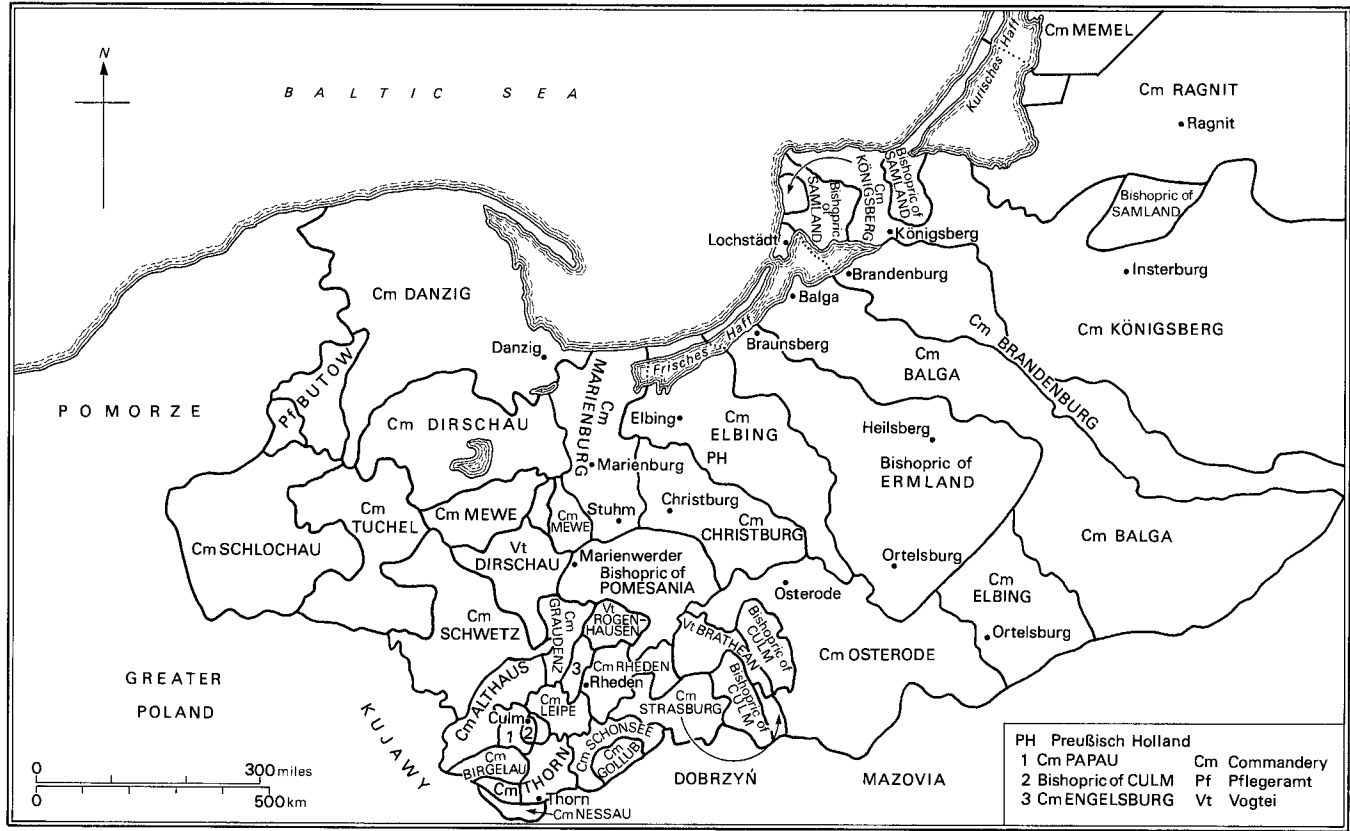 N
BALTIC SEA
Kurisches Haff
Cm MEMEL
Cm RAGNIT
Ragnit
Bishopric of
SAMLAND
Cm
KÖNIGSBERG
Bishopric
of
SAMLAND
Bishopric of
SAMLAND
Lochstädt
Königsberg
Brandenburg
Insterburg
Balga
Cm DANZIG
Cm KÖNIGSBERG
Cm BRANDENBURG
Danzig
Frisches Haff
Braunsberg
Cm
BALGA
POMORZE
Pf BUTOW
Cm
MARIENBURG
Cm DIRSCHAU
Elbing
Cm
ELBING
PH
Heilsberg
Bishopric of
ERMLAND
Marienburg
Cm
TUCHEL
Cm MEWE
Cm
MEWE
Stuhm
Christburg
Cm
CHRISTBURG
Cm SCHLOCHAU
Vt
DIRSCHAU
Cm BALGA
Marienwerder
Bishopric of
POMESANIA
Ortelsburg
Osterode
Cm
ELBING
Ortelsburg
Cm
SCHWETZ
Cm
GRAUDENZ
Vt
ROGEN-
HAUSEN
Vt BRATHEAN
Bishopric of
CULM
Cm OSTERODE
3
Cm RHEDEN
Rheden
GREATER
POLAND
Cm ALTHAUS
Cm
LEIPE
Cm
STRASBURG
Bishopric of
CULM
KUJAWY
Culm
1
2
Cm
BIRGELAU
Cm SCHONSEE
Cm
GOLLUB
Cm THORN
Thorn
Cm NESSAU
DOBRZYŃ
MAZOVIA
0 300 miles
0 500 km
PH Preußisch Holland
1 Cm PAPAU Cm Commandery
2 Bishopric of CULM Pf Pflegeramt
3 Cm ENGELSBURG Vt Vogtei